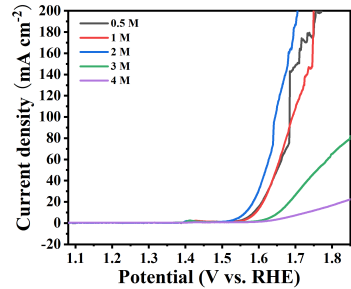 Current density (mA cm⁻²)
200
180
160
140
120
100
80
60
40
20
0
-20
0.5 M
1 M
2 M
3 M
4 M
1.1 1.2 1.3 1.4 1.5 1.6 1.7 1.8
Potential (V vs. RHE)